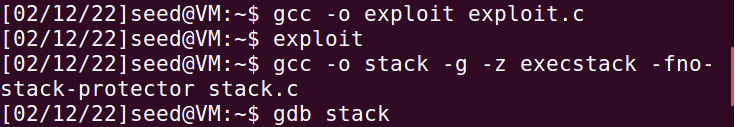 [02/12/22]seed@VM:~$ gcc -o exploit exploit.c
[02/12/22]seed@VM:~$ exploit
[02/12/22]seed@VM:~$ gcc -o stack -g -z execstack -fno-
stack-protector stack.c
[02/12/22]seed@VM:~$ gdb stack